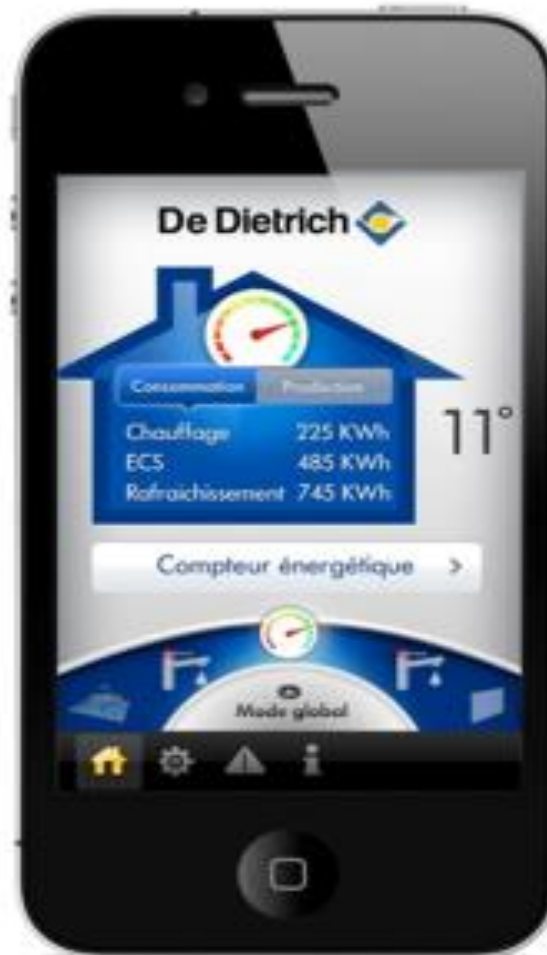 De Dietrich
Consommation Production
Chauffage 225 KWh
ECS 485 KWh
Rafraichissement 745 KWh
11°
Compteur énergétique >
Mode global